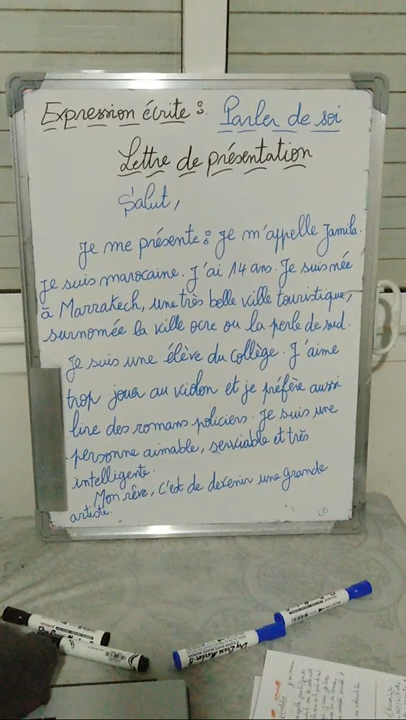 Expression écrite : Parler de soi
Lettre de présentation
Salut,
Je me présente : Je m'appelle Jamila.
Je suis marocaine. J'ai 14 ans. Je suis née
à Marrakech, une très belle ville touristique,
surnomée la ville ocre ou la perle de sud.
Je suis une élève du collège. J'aime
trop jouer au violon et je préfère aussi
lire des romans policiers. Je suis une
personne aimable, serviable et très
intelligente.
Mon rêve, c'est de devenir une grande
artiste.